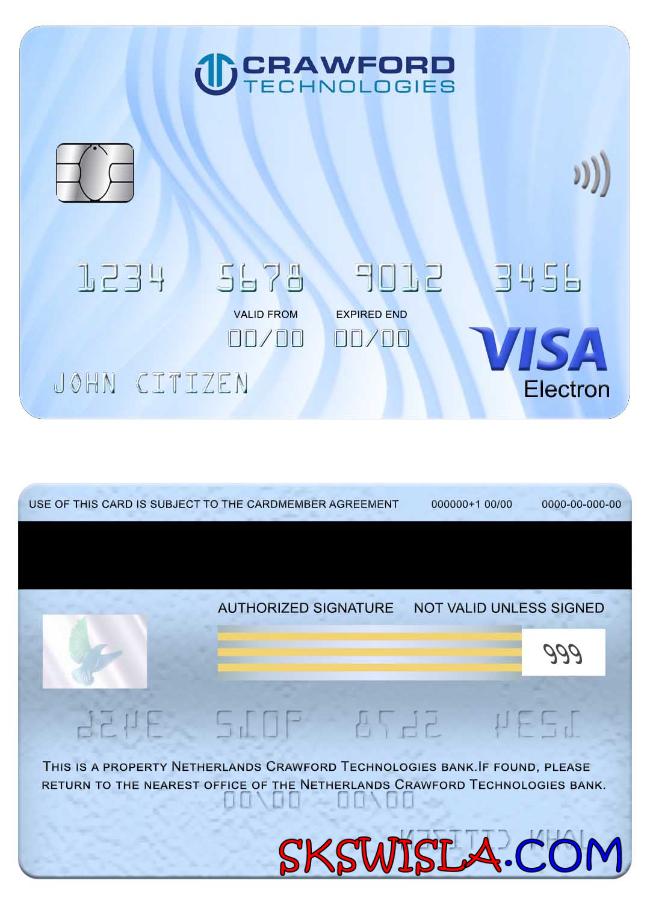 CRAWFORD
TECHNOLOGIES
1234 5678 9012 3456
VALID FROM EXPIRED END
00/00 00/00
JOHN CITIZEN
VISA
Electron
USE OF THIS CARD IS SUBJECT TO THE CARDMEMBER AGREEMENT 000000+1 00/00 0000-00-000-00
AUTHORIZED SIGNATURE NOT VALID UNLESS SIGNED
999
THIS IS A PROPERTY NETHERLANDS CRAWFORD TECHNOLOGIES BANK.IF FOUND, PLEASE
RETURN TO THE NEAREST OFFICE OF THE NETHERLANDS CRAWFORD TECHNOLOGIES BANK.
SKSWISLA.COM